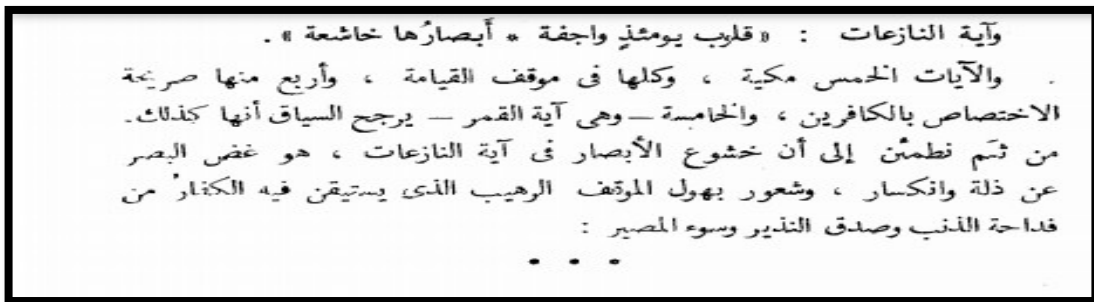 وآية النازعات : « قلوب يومئذٍ واجفة * أبصارُها خاشعة » .
. والآيات الخمس مكية ، وكلها فى موقف القيامة ، وأربع منها صريحة
الاختصاص بالكافرين ، والخامسة – وهى آية القمر – يرجح السياق أنها كذلك.
من ثَم نطمئن إلى أن خشوع الأبصار فى آية النازعات ، هو غض البصر
عن ذلة وانكسار ، وشعور بهول الموقف الرهيب الذى يستيقن فيه الكفارُ من
فداحة الذنب وصدق النذير وسوء المصير :
• • •